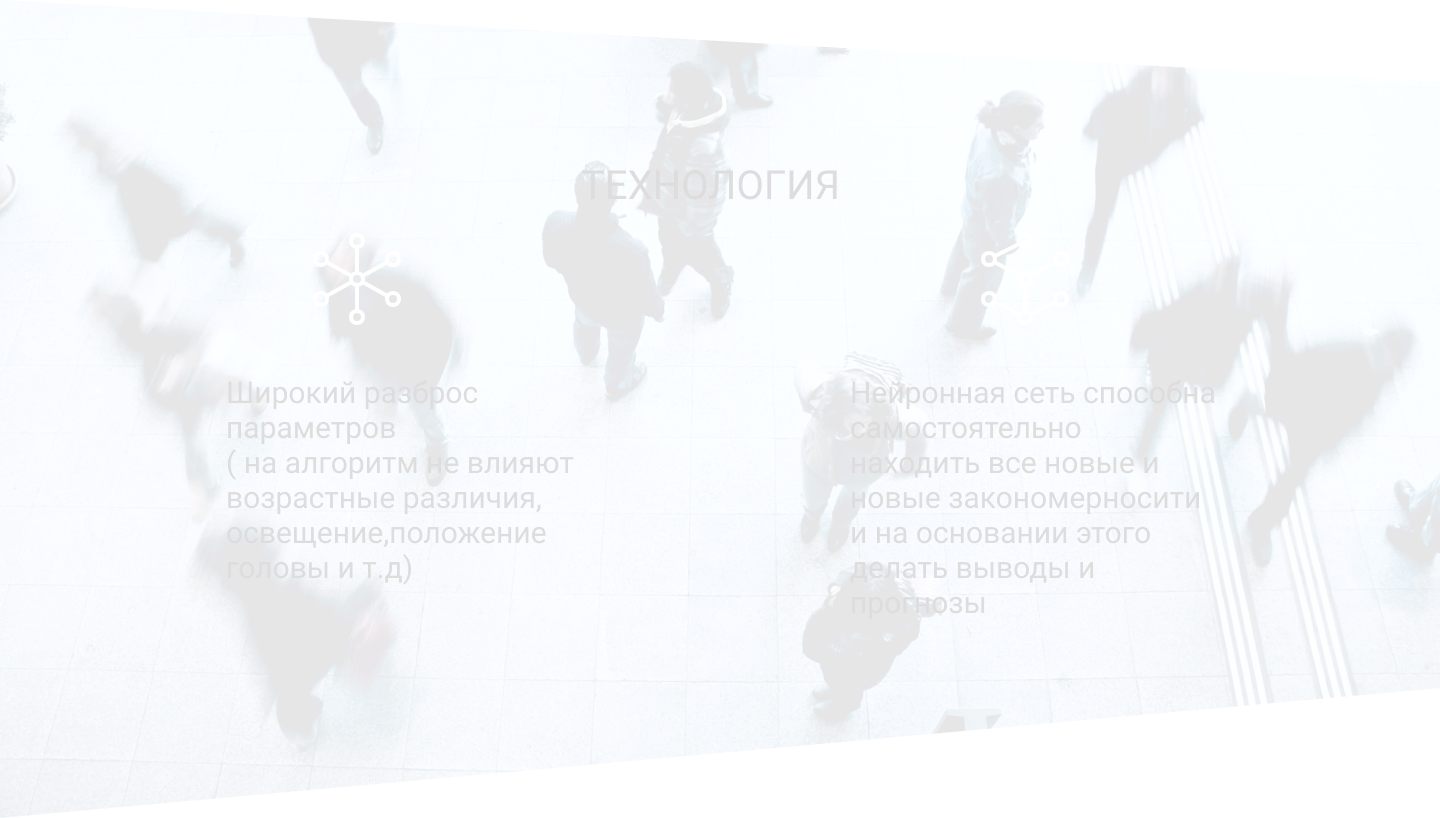 ТЕХНОЛОГИЯ
Широкий разброс
параметров
( на алгоритм не влияют
возрастные различия,
освещение,положение
головы и т.д)
Нейронная сеть способна
самостоятельно
находить все новые и
новые закономерносити
и на основании этого
делать выводы и
прогнозы